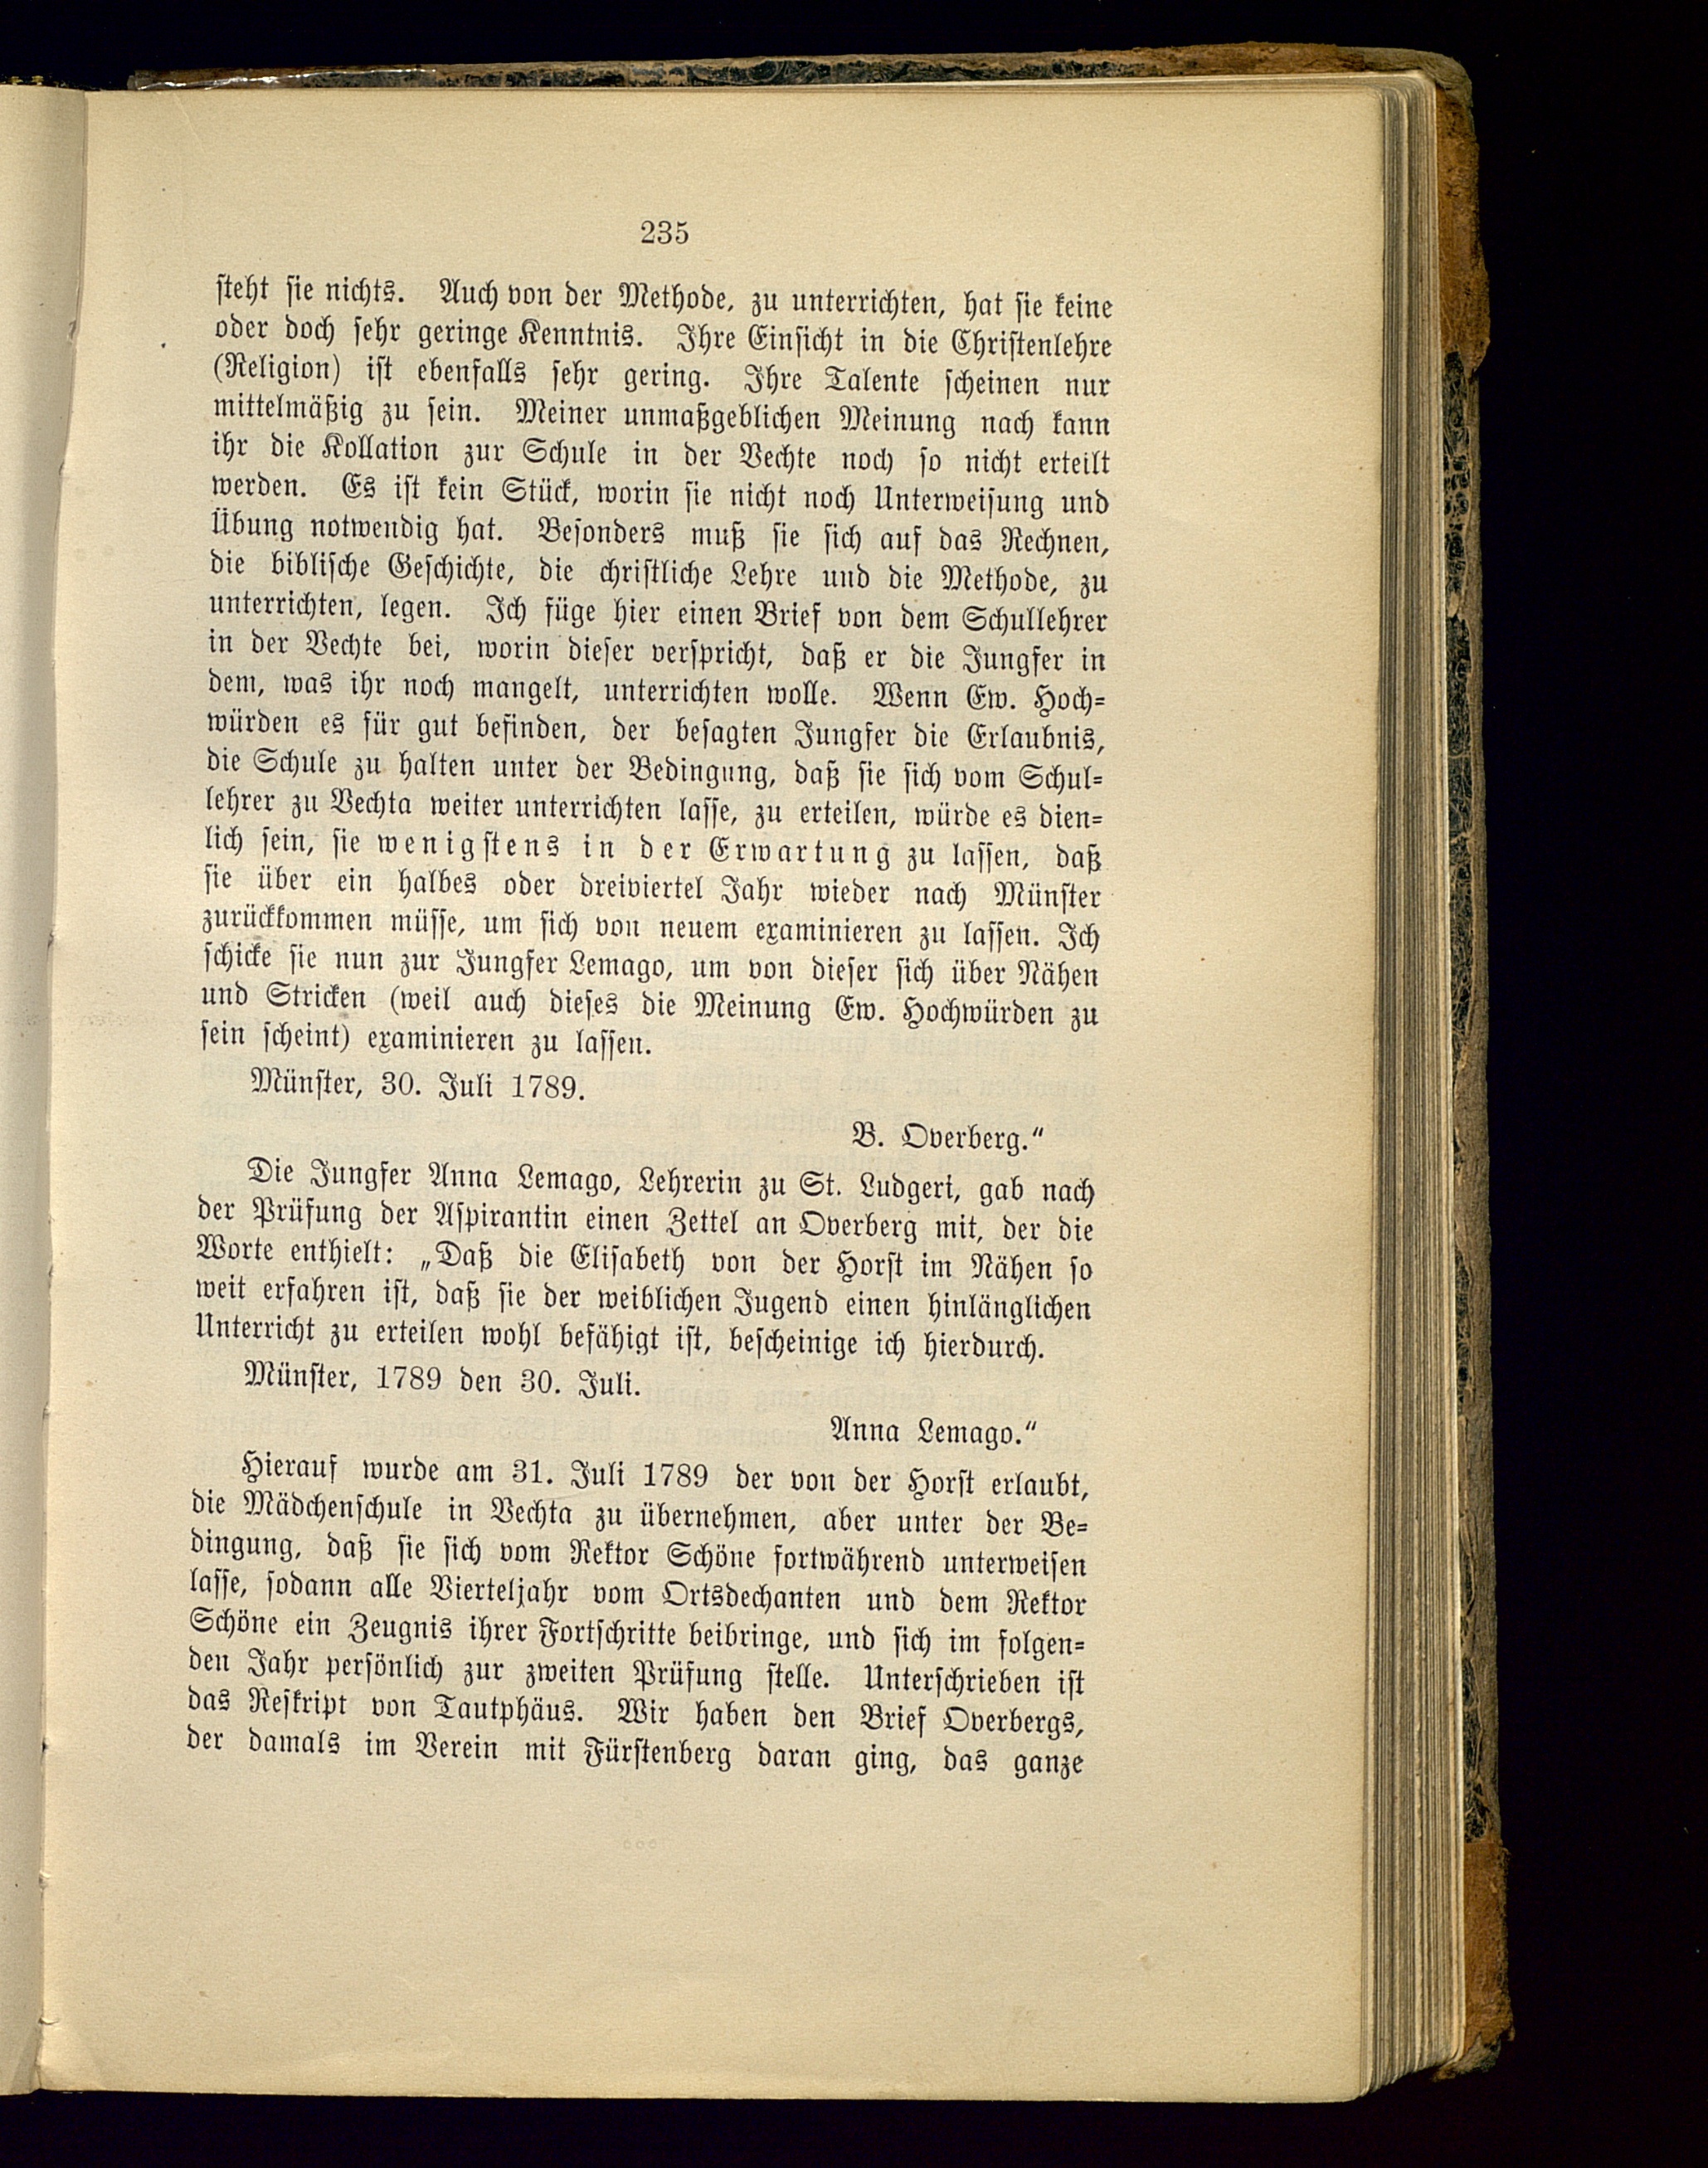 235
steht sie nichts. Auch von der Methode, zu unterrichten, hat sie keine
oder doch sehr geringe Kenntnis. Ihre Einsicht in die Christenlehre
(Religion) ist ebenfalls sehr gering. Ihre Talente scheinen nur
mittelmäßig zu sein. Meiner unmaßgeblichen Meinung nach kann
ihr die Kollation zur Schule in der Vechte noch so nicht erteilt
werden. Es ist kein Stück, worin sie nicht noch Unterweisung und
Übung notwendig hat. Besonders muß sie sich auf das Rechnen,
die biblische Geschichte, die christliche Lehre und die Methode, zu
unterrichten, legen. Ich füge hier einen Brief von dem Schullehrer
in der Vechte bei, worin dieser verspricht, daß er die Jungfer in
dem, was ihr noch mangelt, unterrichten wolle. Wenn Ew. Hoch=
würden es für gut befinden, der besagten Jungfer die Erlaubnis,
die Schule zu halten unter der Bedingung, daß sie sich vom Schul=
lehrer zu Vechta weiter unterrichten lasse, zu erteilen, würde es dien=
lich sein, sie wenigstens in der Erwartung zu lassen, daß
sie über ein halbes oder dreiviertel Jahr wieder nach Münster
zurückkommen müsse, um sich von neuem examinieren zu lassen. Ich
schicke sie nun zur Jungfer Lemago, um von dieser sich über Nähen
und Stricken (weil auch dieses die Meinung Ew. Hochwürden zu
sein scheint) examinieren zu lassen.
Münster, 30. Juli 1789.
B. Overberg.“
Die Jungfer Anna Lemago, Lehrerin zu St. Ludgeri, gab nach
der Prüfung der Aspirantin einen Zettel an Overberg mit, der die
Worte enthielt: „Daß die Elisabeth von der Horst im Nähen so
weit erfahren ist, daß sie der weiblichen Jugend einen hinlänglichen
Unterricht zu erteilen wohl befähigt ist, bescheinige ich hierdurch.
Münster, 1789 den 30. Juli.
Anna Lemago.“
Hierauf wurde am 31. Juli 1789 der von der Horst erlaubt,
die Mädchenschule in Vechta zu übernehmen, aber unter der Be=
dingung, daß sie sich vom Rektor Schöne fortwährend unterweisen
lasse, sodann alle Vierteljahr vom Ortsdechanten und dem Rektor
Schöne ein Zeugnis ihrer Fortschritte beibringe, und sich im folgen=
den Jahr persönlich zur zweiten Prüfung stelle. Unterschrieben ist
das Reskript von Tautphäus. Wir haben den Brief Overbergs,
der damals im Verein mit Fürstenberg daran ging, das ganze